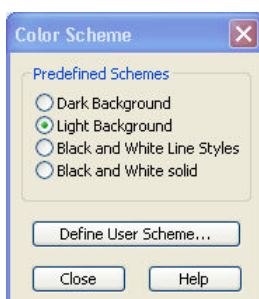 Color Scheme
Predefined Schemes
Dark Background
Light Background
Black and White Line Styles
Black and White solid
Define User Scheme...
Close Help